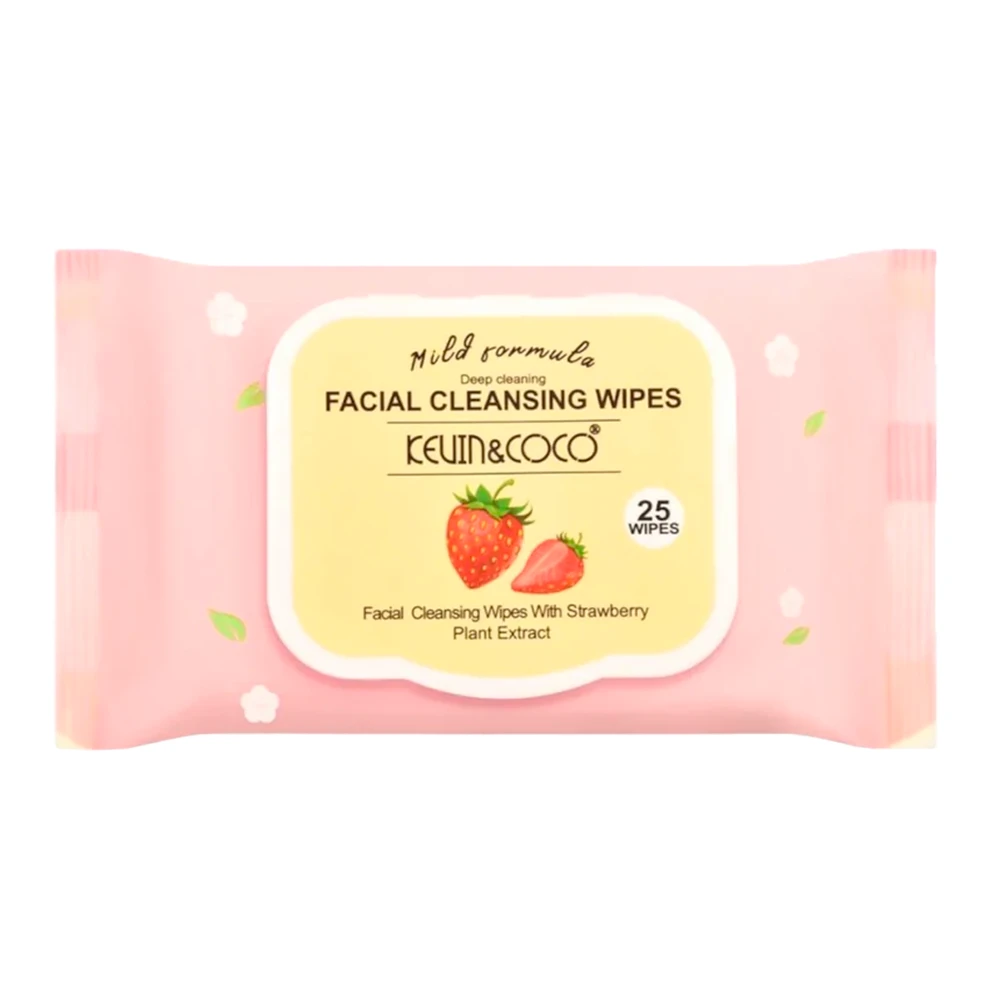 Mild formula
Deep cleaning
FACIAL CLEANSING WIPES
KEVIN&COCO®
25
WIPES
Facial Cleansing Wipes With Strawberry
Plant Extract